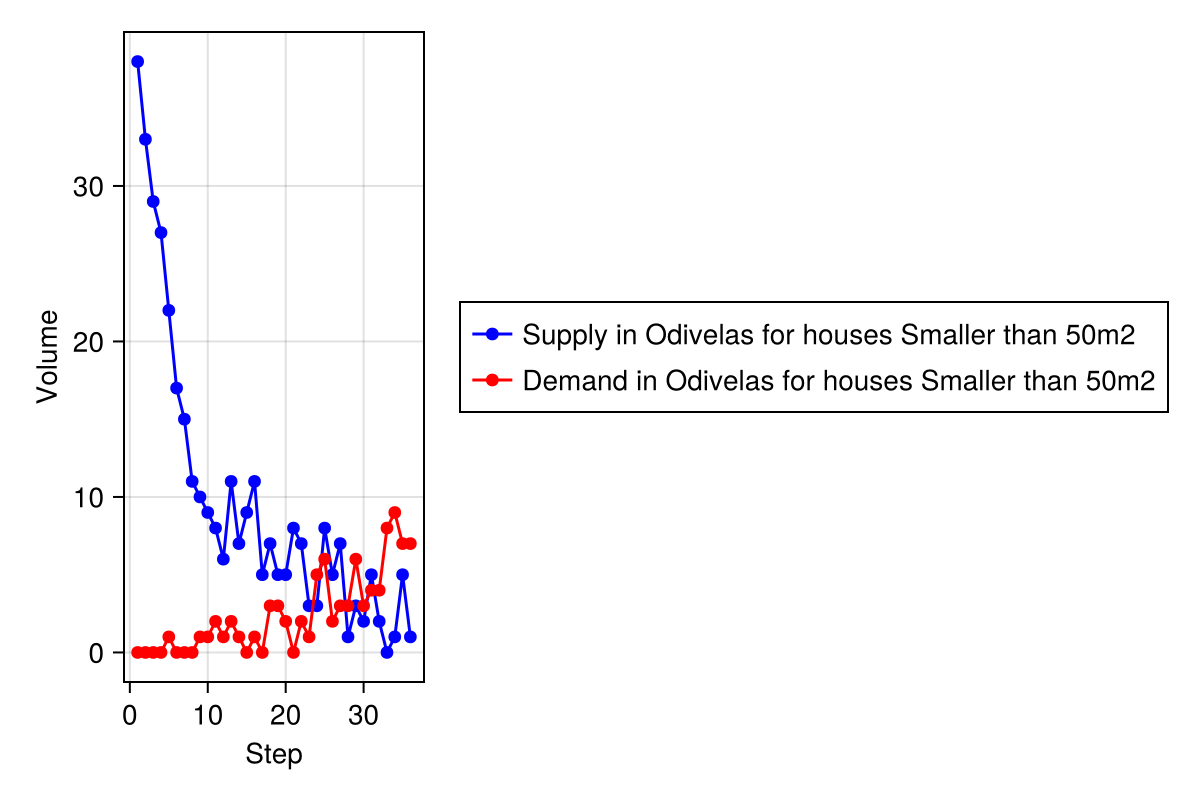 30
20
10
0
Volume
0 10 20 30
Step
Supply in Odivelas for houses Smaller than 50m2
Demand in Odivelas for houses Smaller than 50m2